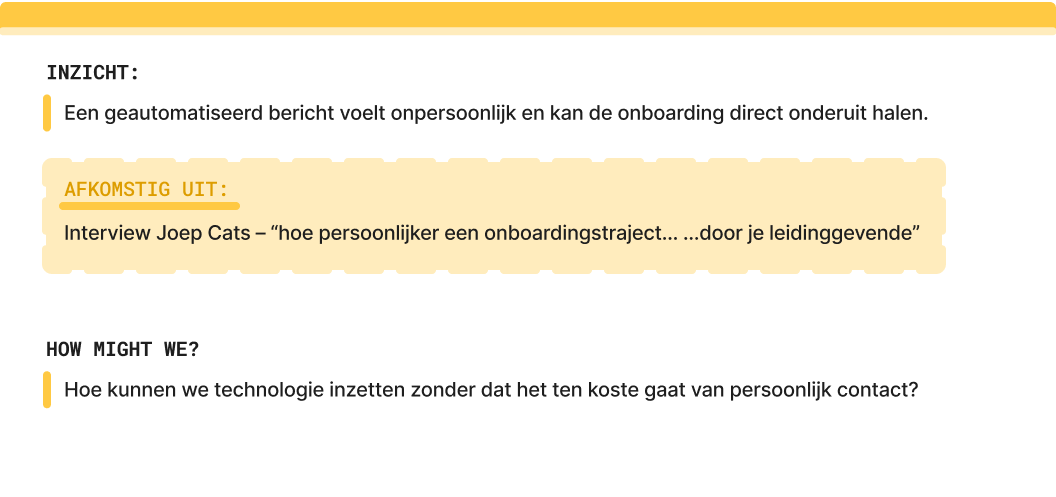 INZICHT:
Een geautomatiseerd bericht voelt onpersoonlijk en kan de onboarding direct onderuit halen.
AFKOMSTIG UIT:
Interview Joep Cats – “hoe persoonlijker een onboardingstraject... ...door je leidinggevende”
HOW MIGHT WE?
Hoe kunnen we technologie inzetten zonder dat het ten koste gaat van persoonlijk contact?